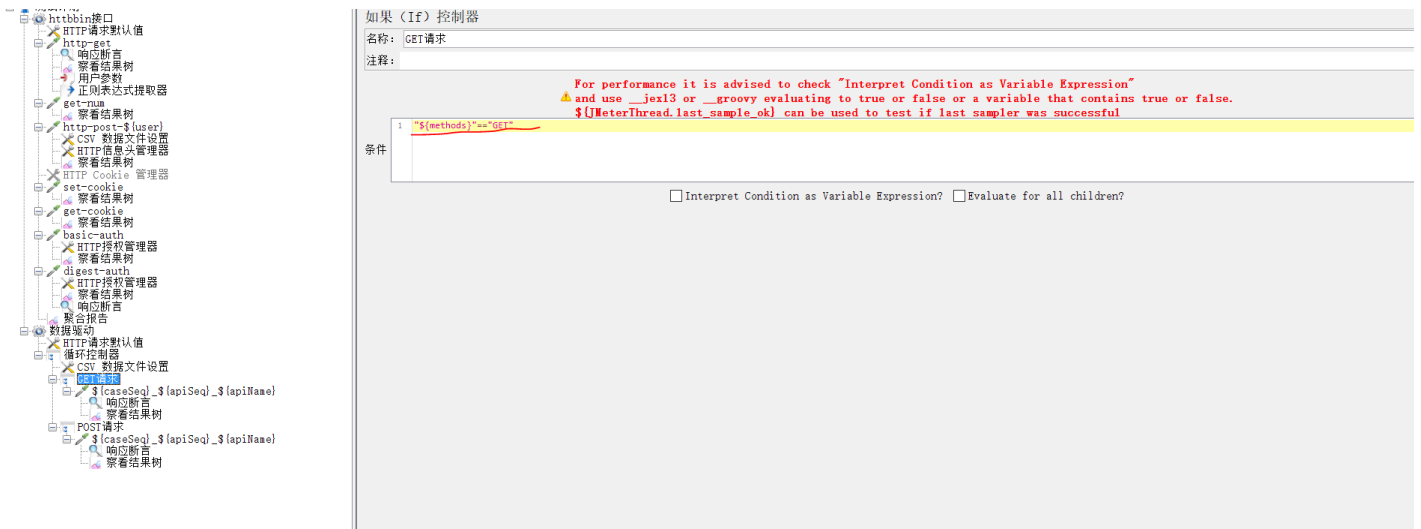 httbbin接口
HTTP请求默认值
http-get
响应断言
察看结果树
用户参数
正则表达式提取器
get-num
察看结果树
http-post-${user}
CSV 数据文件设置
HTTP信息头管理器
察看结果树
HTTP Cookie 管理器
set-cookie
察看结果树
get-cookie
察看结果树
basic-auth
HTTP授权管理器
察看结果树
digest-auth
HTTP授权管理器
察看结果树
响应断言
聚合报告
数据驱动
HTTP请求默认值
循环控制器
CSV 数据文件设置
GET请求
${caseSeq}_${apiSeq}_${apiName}
响应断言
察看结果树
POST请求
${caseSeq}_${apiSeq}_${apiName}
响应断言
察看结果树
如果（If）控制器
名称： GET请求
注释：
For performance it is advised to check "Interpret Condition as Variable Expression"
and use __jexl3 or __groovy evaluating to true or false or a variable that contains true or false.
${JMeterThread.last_sample_ok} can be used to test if last sampler was successful
条件
1 "${methods}"=="GET"
Interpret Condition as Variable Expression? Evaluate for all children?